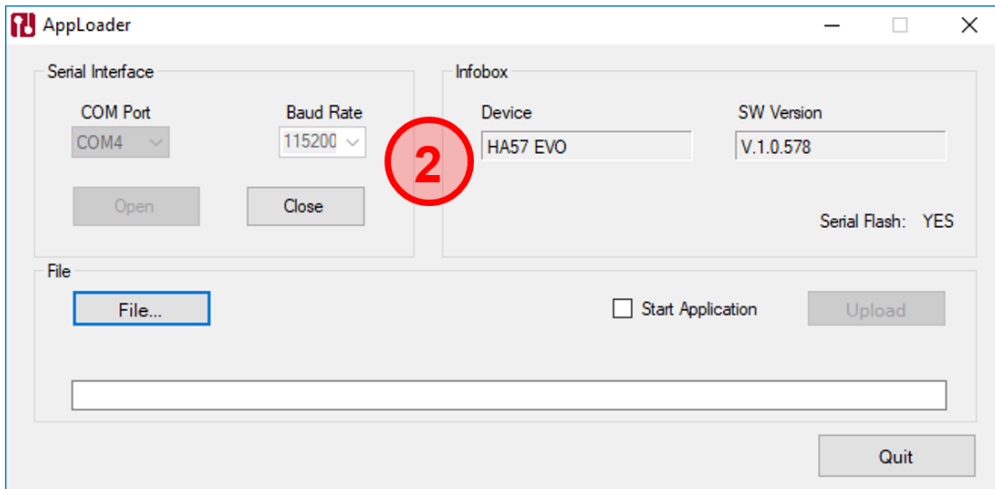 AppLoader
Serial Interface
COM Port
Baud Rate
COM4
115200
Open
Close
2
Infobox
Device
SW Version
HA57 EVO
V.1.0.578
Serial Flash: YES
File
File...
Start Application
Upload
Quit